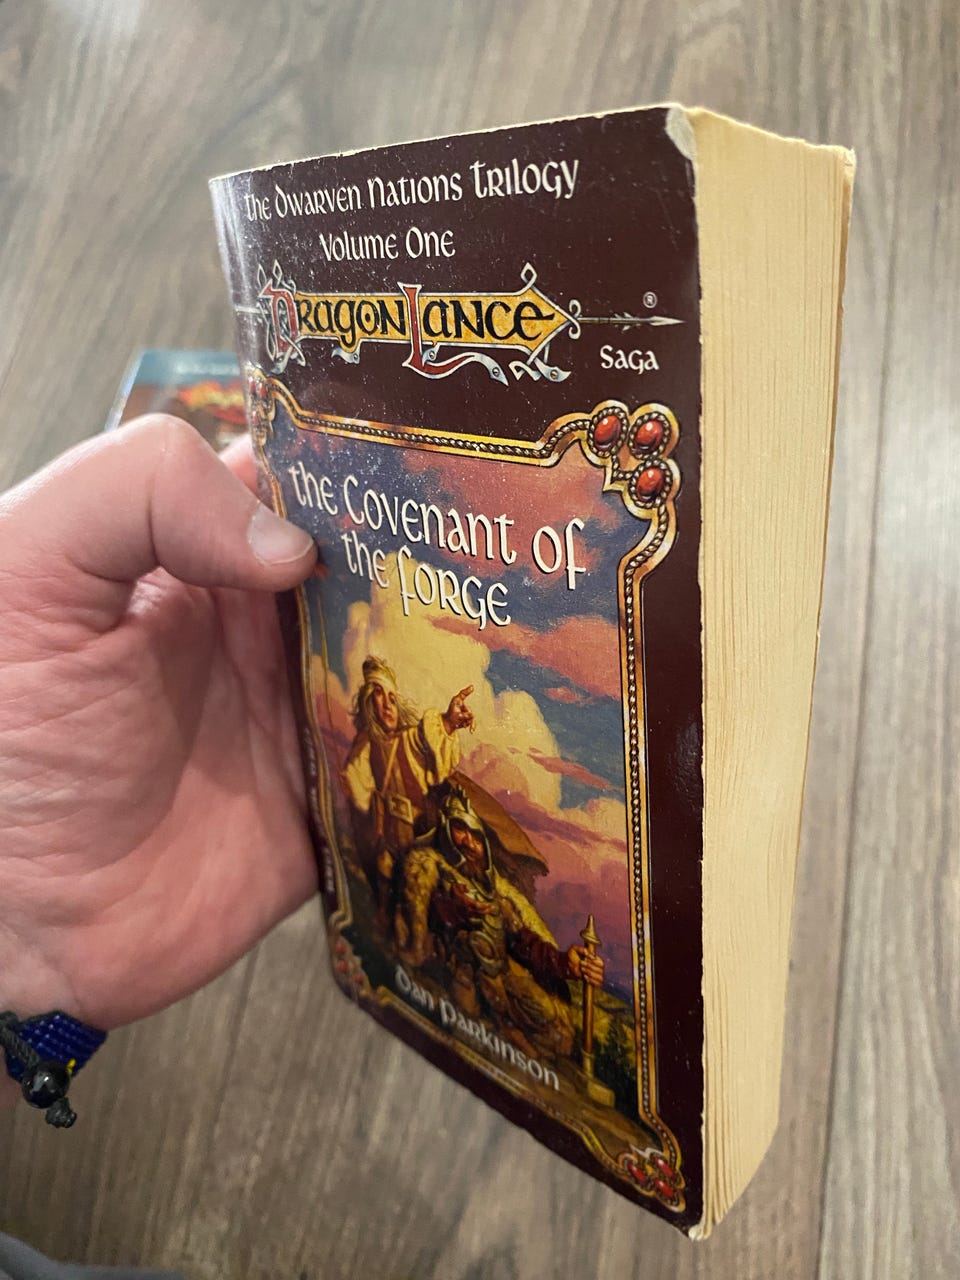 the Dwarven Nations Trilogy
Volume One
DragonLance
®
Saga
the Covenant of
the Forge
Dan Parkinson